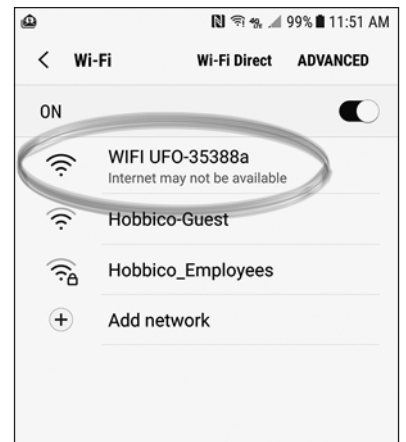 99% 11:51 AM
Wi-Fi Wi-Fi Direct ADVANCED
ON
WIFI UFO-35388a
Internet may not be available
Hobbico-Guest
Hobbico_Employees
Add network